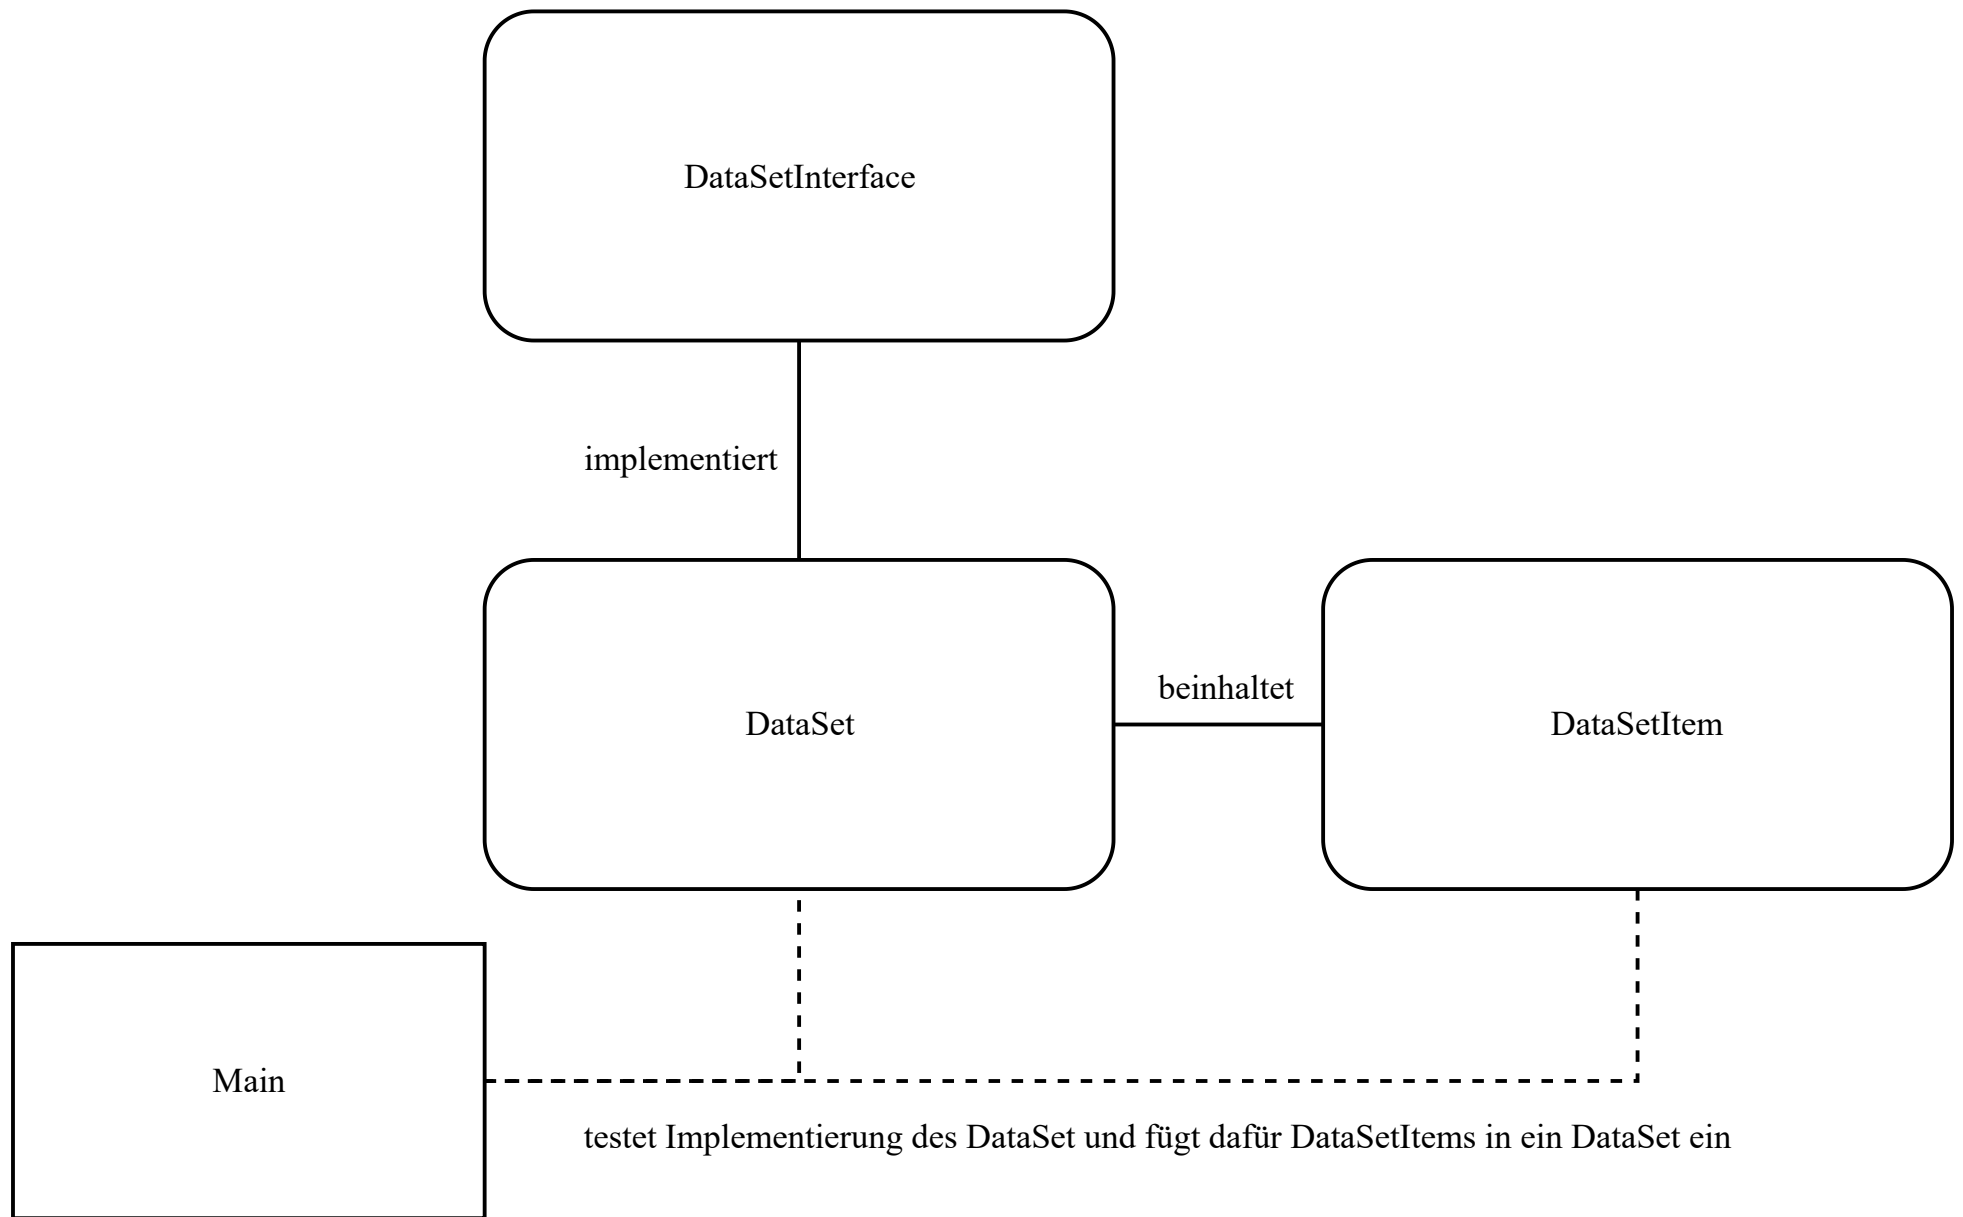 DataSetInterface
implementiert
DataSet
beinhaltet
DataSetItem
Main
testet Implementierung des DataSet und fügt dafür DataSetItems in ein DataSet ein